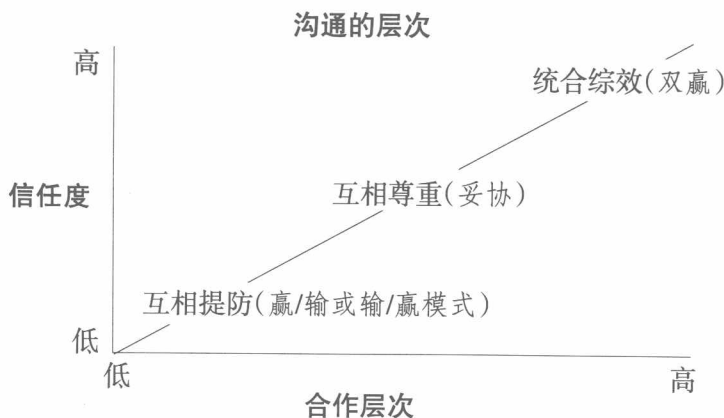 沟通的层次
高
统合综效(双赢)
信任度
互相尊重(妥协)
互相提防(赢/输或输/赢模式)
低
低
高
合作层次